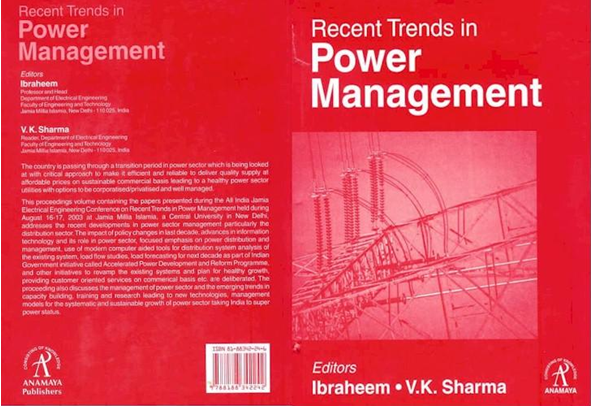 Recent Trends in
Power
Management
Editors
Ibraheem
Professor and Head
Department of Electrical Engineering
Faculty of Engineering and Technology
Jamia Millia Islamia, New Delhi - 110 025, India
V.K. Sharma
Reader, Department of Electrical Engineering
Faculty of Engineering and Technology
Jamia Millia Islamia, New Delhi - 110 025, India
The country is passing through a transition period in power sector which is being looked
at with critical approach to make it efficient and reliable to deliver quality supply at
affordable prices on sustainable commercial basis leading to a healthy power sector
utilities with options to be corporatised/privatised and well managed.
This proceedings volume containing the papers presented during the All India Jamia
Electrical Engineering Conference on Recent Trends in Power Management held during
August 16-17, 2003 at Jamia Millia Islamia, a Central University in New Delhi,
addresses the recent developments in power sector management particularly the
distribution sector. The impact of policy changes in last decade, advances in information
technology and its role in power sector, focused emphasis on power distribution and
management, use of modern computer aided tools for distribution system analysis of
the existing system, load flow studies, load forecasting for next decade as part of Indian
Government initiative called Accelerated Power Development and Reform Programme,
and other initiatives to revamp the existing systems and plan for healthy growth,
providing customer oriented services on commercial basis etc. are deliberated. The
proceeding also discusses the management of power sector and the emerging trends in
capacity building, training and research leading to new technologies, management
models for the systematic and sustainable growth of power sector taking India to super
power status.
ANAMAYA
Publishers
ISBN 81-88342-24-6
9 788188 342242
Recent Trends in
Power
Management
Editors
Ibraheem • V.K. Sharma
ANAMAYA